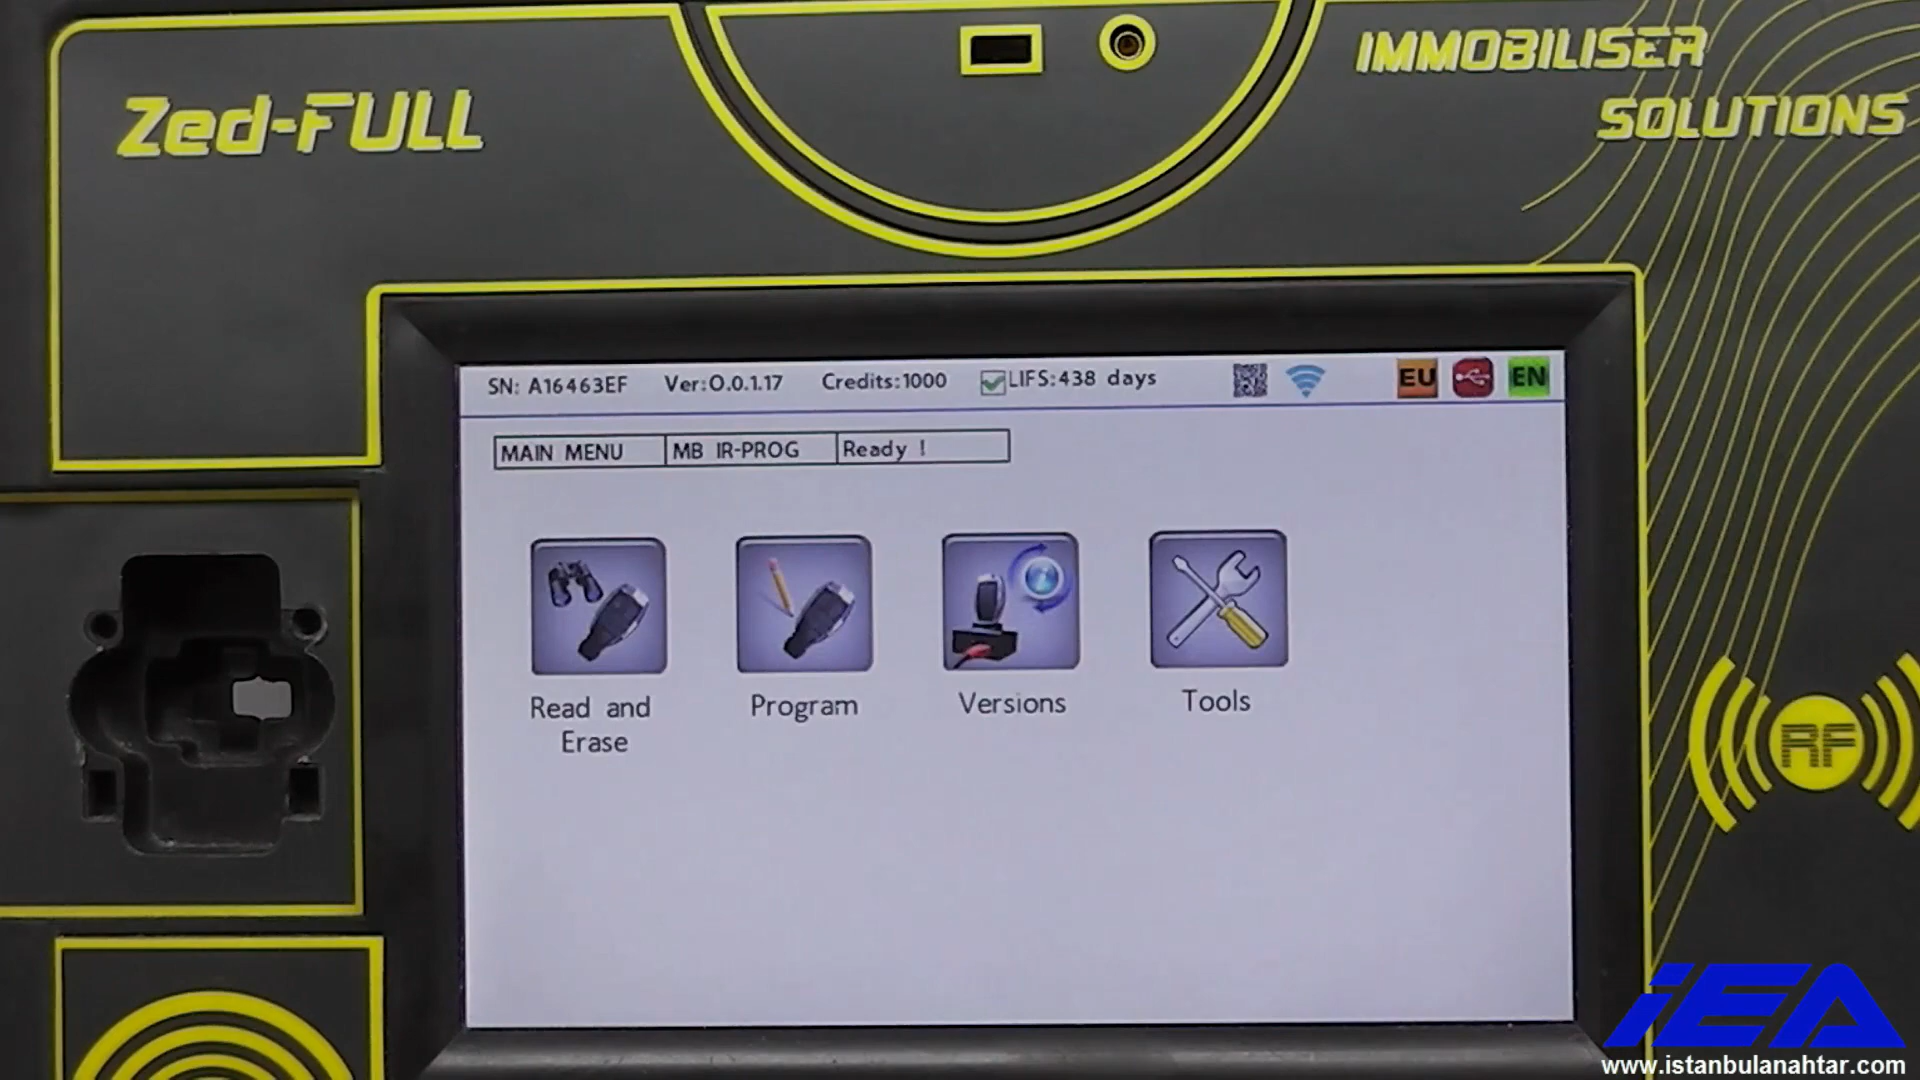 Zed-FULL
IMMOBILISER
SOLUTIONS
SN: A16463EF Ver:O.0.1.17 Credits:1000 LIFS:438 days EU EN
MAIN MENU MB IR-PROG Ready !
Read and
Erase
Program
Versions
Tools
RF
iEA
www.istanbulanahtar.com